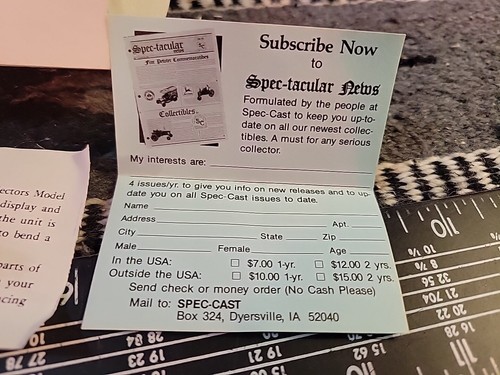 Spec-tacular
news
Collectibles
Subscribe Now
to
Spec-tacular News
Formulated by the people at
Spec-Cast to keep you up-to-
date on all our newest collec-
tibles. A must for any serious
collector.
My interests are:
4 issues/yr. to give you info on new releases and to up-
date you on all Spec-Cast issues to date.
Name
Address Apt.
City State Zip
Male Female Age
In the USA: $7.00 1-yr. $12.00 2 yrs.
Outside the USA: $10.00 1-yr. $15.00 2 yrs.
Send check or money order (No Cash Please)
Mail to: SPEC-CAST
Box 324, Dyersville, IA 52040
ectors Model
display and
the unit is
to bend a
parts of
your
ncing